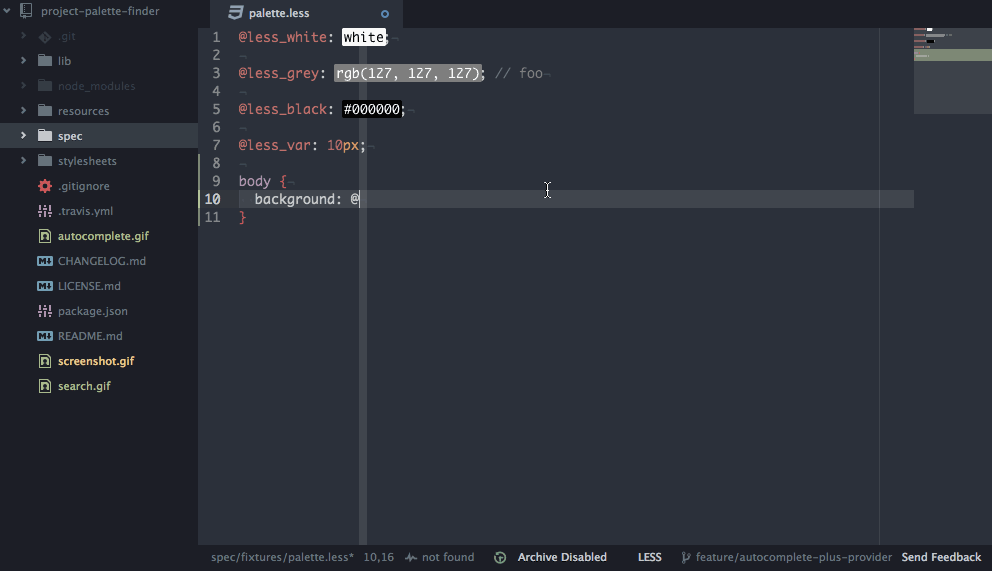 project-palette-finder
.git
lib
node_modules
resources
spec
stylesheets
.gitignore
.travis.yml
autocomplete.gif
CHANGELOG.md
LICENSE.md
package.json
README.md
screenshot.gif
search.gif
palette.less
1 @less_white: white;¬
2 ¬
3 @less_grey: rgb(127, 127, 127); // foo¬
4 ¬
5 @less_black: #000000;¬
6 ¬
7 @less_var: 10px;¬
8 ¬
9 body {¬
10 background: @
11 }
spec/fixtures/palette.less* 10,16 not found Archive Disabled LESS feature/autocomplete-plus-provider Send Feedback